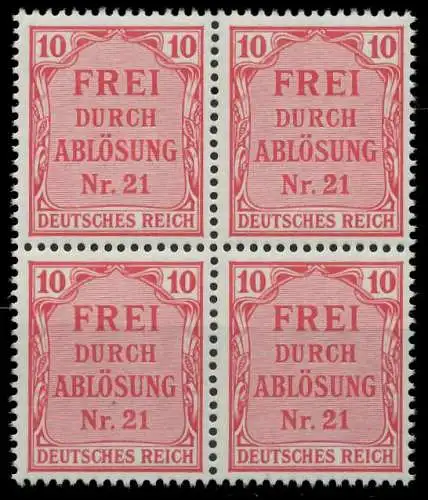 10 10
FREI
DURCH
ABLÖSUNG
Nr. 21
DEUTSCHES REICH
10 10
FREI
DURCH
ABLÖSUNG
Nr. 21
DEUTSCHES REICH
10 10
FREI
DURCH
ABLÖSUNG
Nr. 21
DEUTSCHES REICH
10 10
FREI
DURCH
ABLÖSUNG
Nr. 21
DEUTSCHES REICH